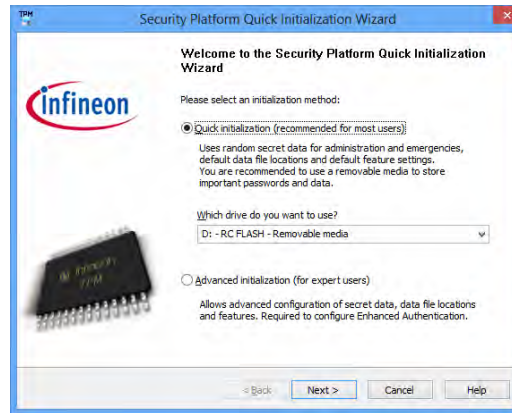 TPM
Security Platform Quick Initialization Wizard
x
Welcome to the Security Platform Quick Initialization
Wizard
infineon
Please select an initialization method:
Quick initialization (recommended for most users)
Uses random secret data for administration and emergencies,
default data file locations and default feature settings.
You are recommended to use a removable media to store
important passwords and data.
Which drive do you want to use?
D: - RC FLASH - Removable media
Infineon
TPM
Advanced initialization (for expert users)
Allows advanced configuration of secret data, data file locations
and features. Required to configure Enhanced Authentication.
< Back
Next >
Cancel
Help